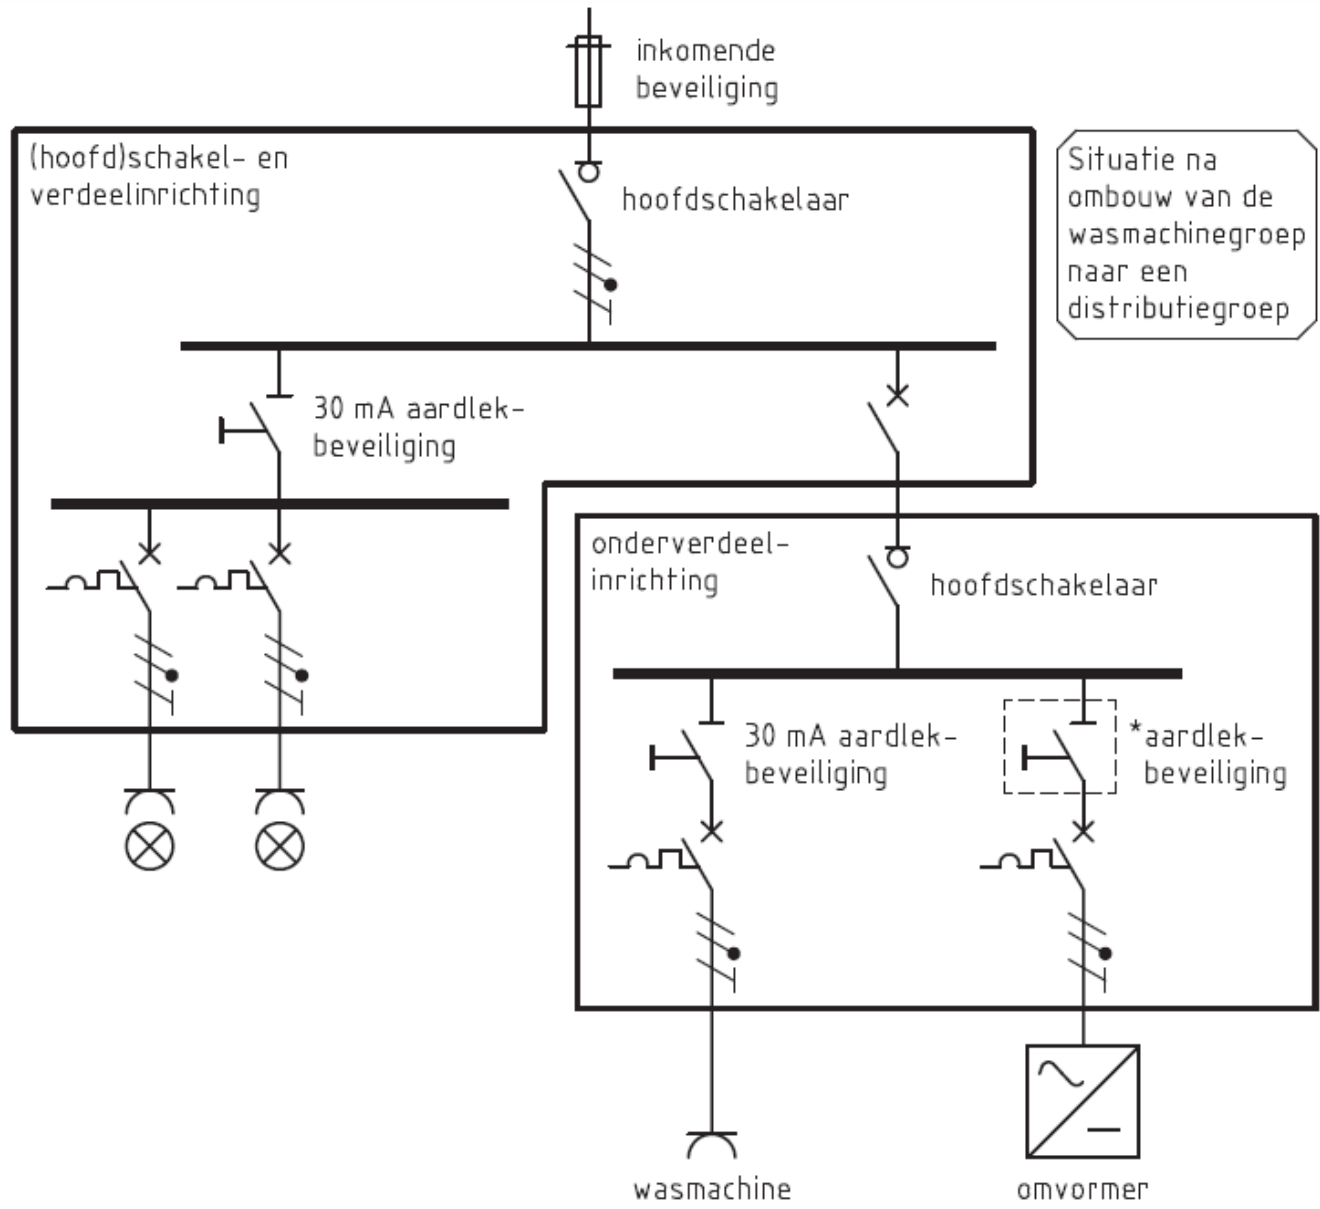 inkomende
beveiliging
(hoofd)schakel- en
verdeelinrichting
hoofdschakelaar
Situatie na
ombouw van de
wasmachinegroep
naar een
distributiegroep
30 mA aardlek-
beveiliging
onderverdeel-
inrichting
hoofdschakelaar
30 mA aardlek-
beveiliging
*aardlek-
beveiliging
wasmachine
omvormer